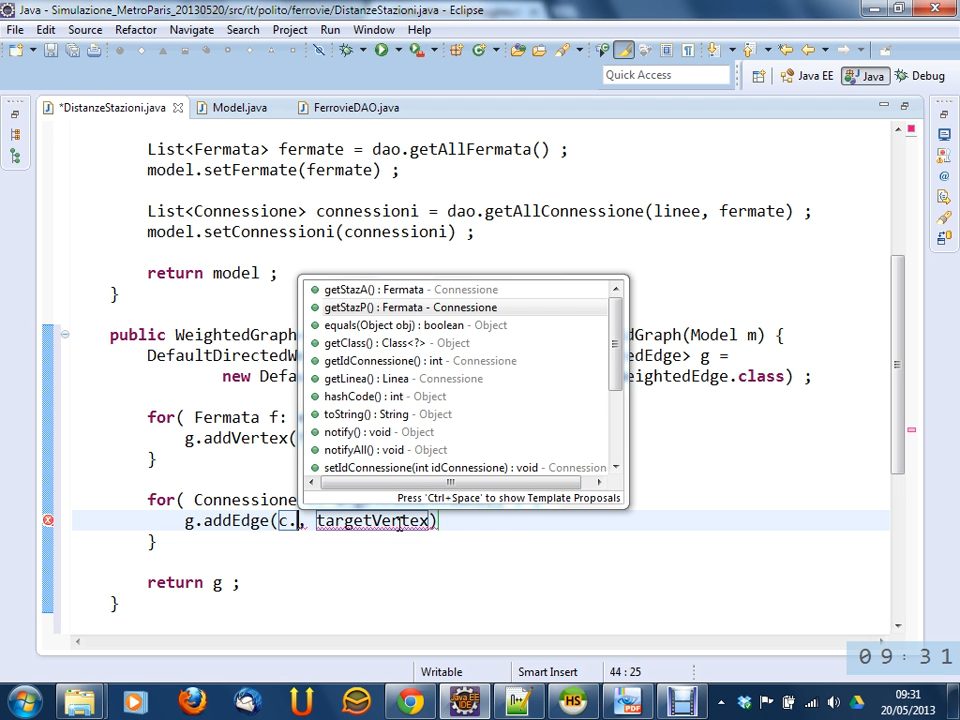 Java - Simulazione_MetroParis_20130520/src/it/polito/ferrovie/DistanzeStazioni.java - Eclipse
File Edit Source Refactor Navigate Search Project Run Window Help
Quick Access
Java EE Java Debug
*DistanzeStazioni.java Model.java FerrovieDAO.java
List<Fermata> fermate = dao.getAllFermata() ;
model.setFermate(fermate) ;
List<Connessione> connessioni = dao.getAllConnessione(linee, fermate) ;
model.setConnessioni(connessioni) ;
return model ;
}
getStazA() : Fermata - Connessione
getStazP() : Fermata - Connessione
equals(Object obj) : boolean - Object
getClass() : Class<?> - Object
getIdConnessione() : int - Connessione
getLinea() : Linea - Connessione
hashCode() : int - Object
toString() : String - Object
notify() : void - Object
notifyAll() : void - Object
setIdConnessione(int idConnessione) : void - Connession
Press 'Ctrl+Space' to show Template Proposals
public WeightedGraph Graph(Model m) {
DefaultDirectedW edEdge> g =
new Defa eightedEdge.class) ;
for( Fermata f:
g.addVertex(
}
for( Connessione
g.addEdge(c., targetVertex)
}
return g ;
}
09:31
Writable Smart Insert 44 : 25
09:31
20/05/2013